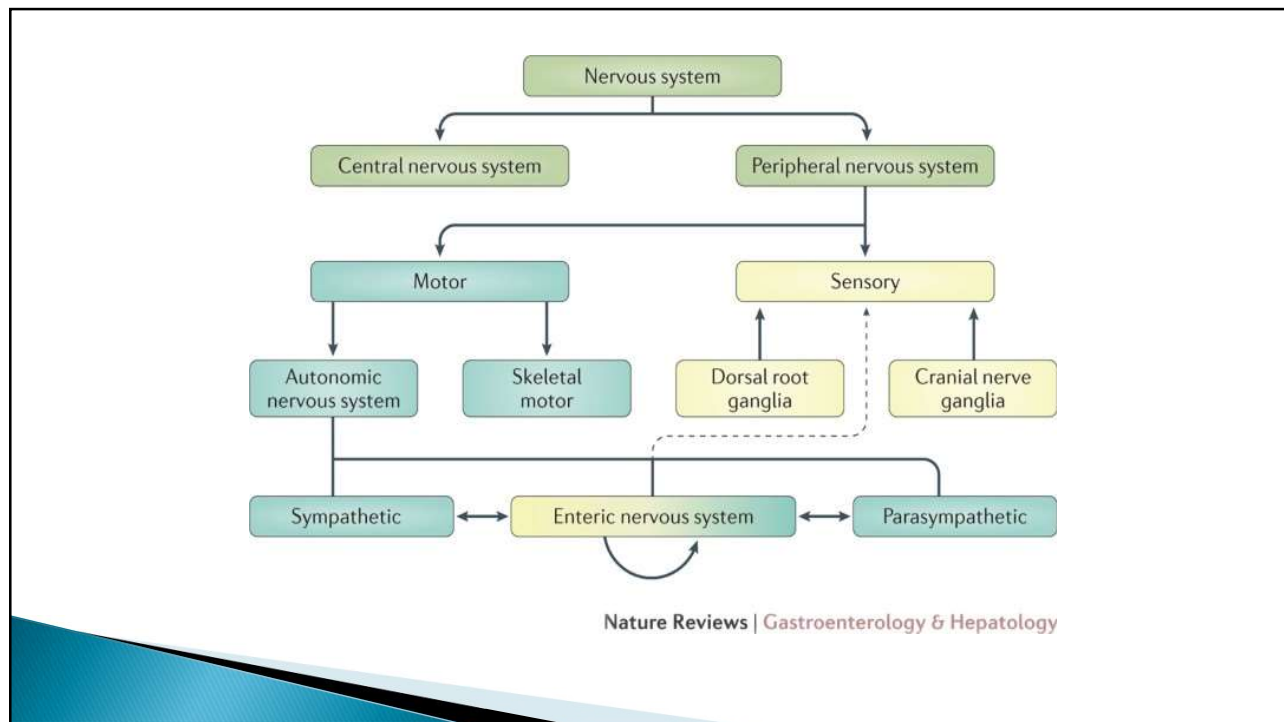 Nervous system
Central nervous system
Peripheral nervous system
Motor
Sensory
Autonomic
nervous system
Skeletal
motor
Dorsal root
ganglia
Cranial nerve
ganglia
Sympathetic
Enteric nervous system
Parasympathetic
Nature Reviews | Gastroenterology & Hepatology